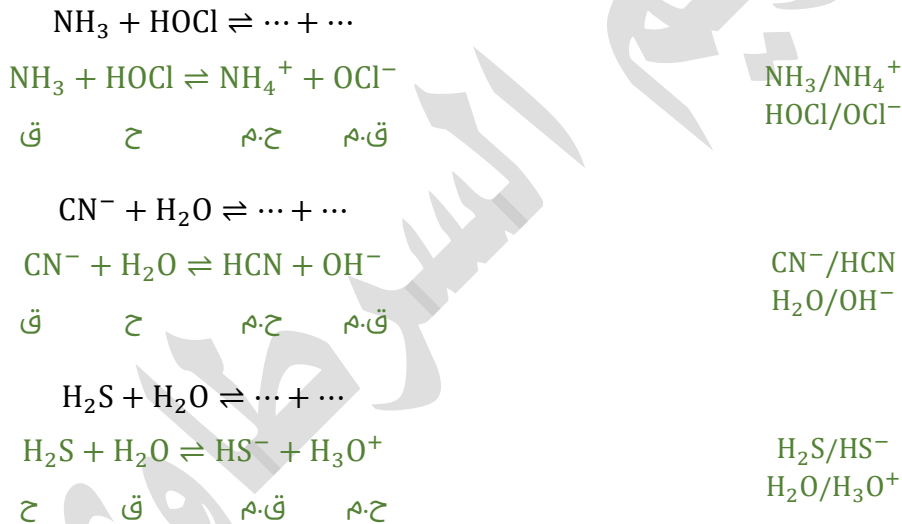 NH₃ + HOCl ⇌ ⋯ + ⋯
NH₃ + HOCl ⇌ NH₄⁺ + OCl⁻ NH₃/NH₄⁺
HOCl/OCl⁻
ق ح ح.م ق.م
CN⁻ + H₂O ⇌ ⋯ + ⋯
CN⁻ + H₂O ⇌ HCN + OH⁻ CN⁻/HCN
H₂O/OH⁻
ق ح ح.م ق.م
H₂S + H₂O ⇌ ⋯ + ⋯
H₂S + H₂O ⇌ HS⁻ + H₃O⁺ H₂S/HS⁻
H₂O/H₃O⁺
ح ق ق.م ح.م